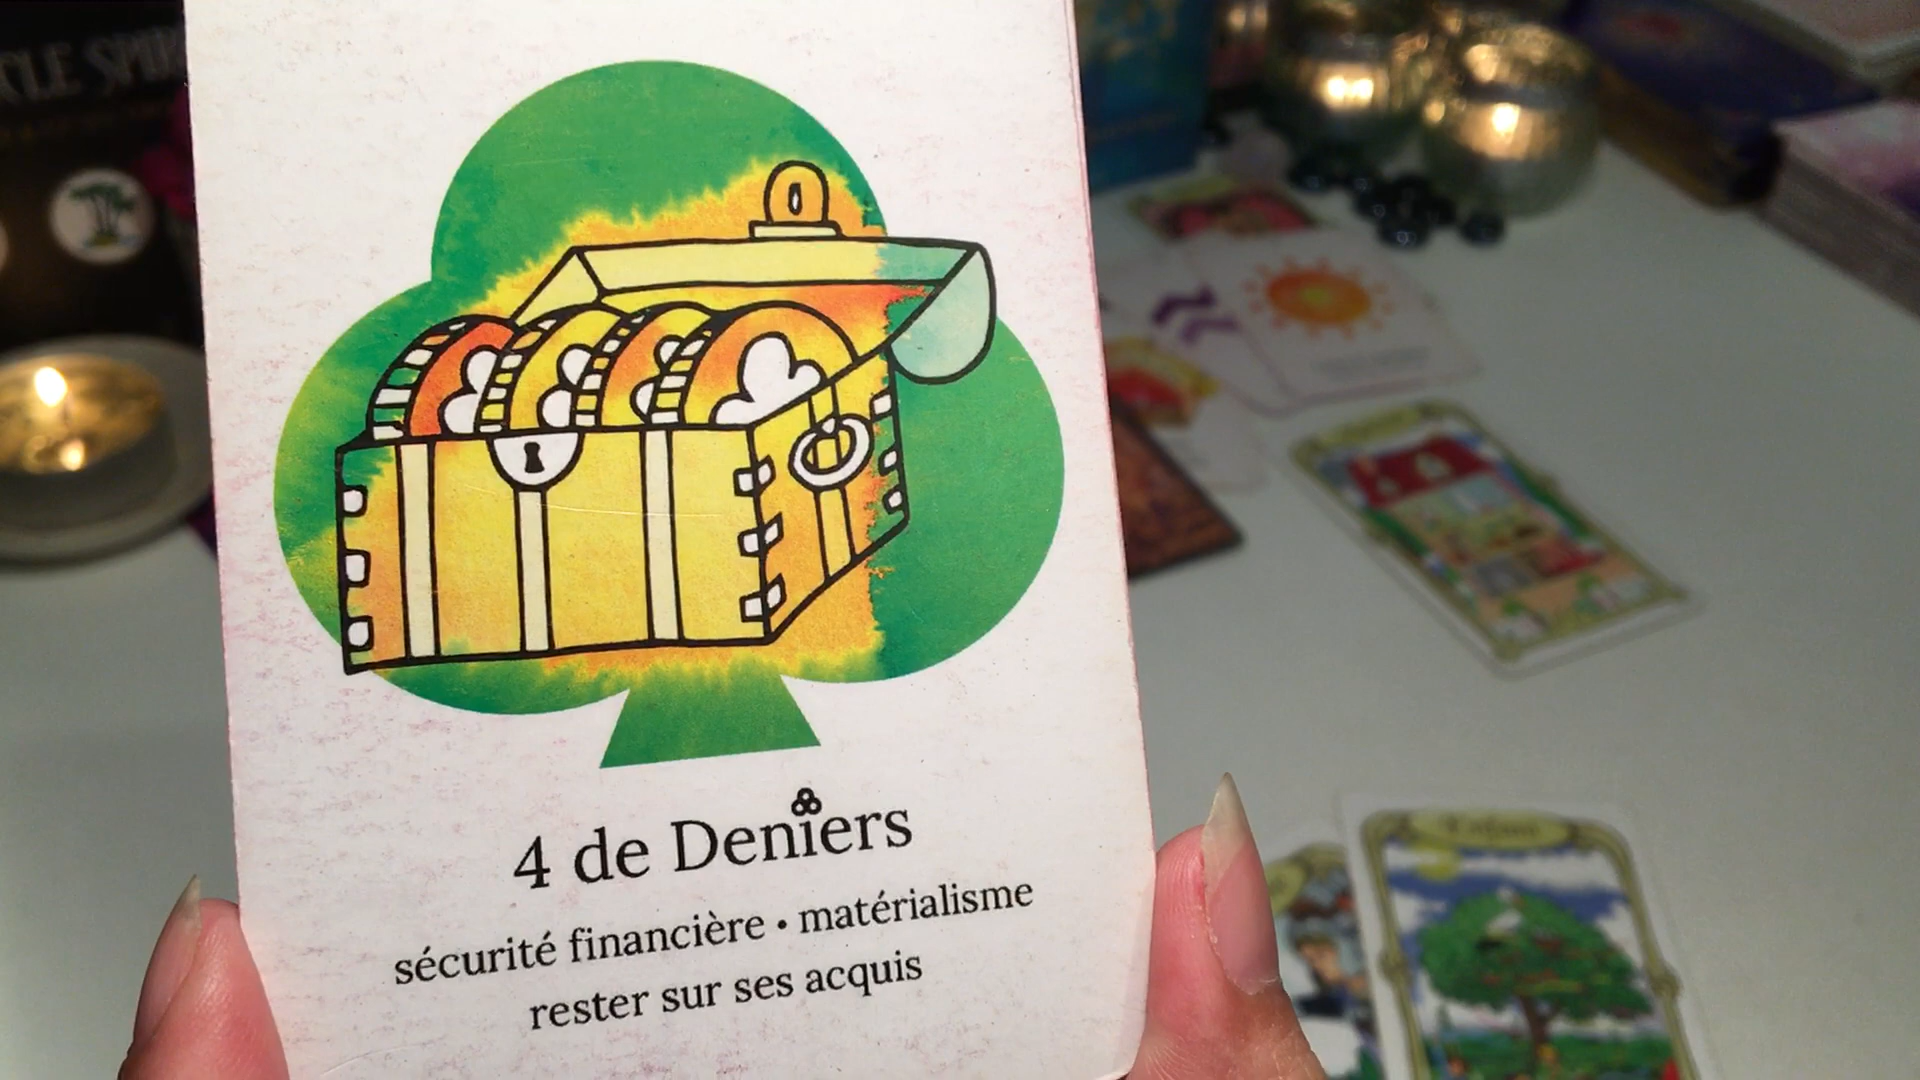 4 de Deniers
sécurité financière • matérialisme
rester sur ses acquis